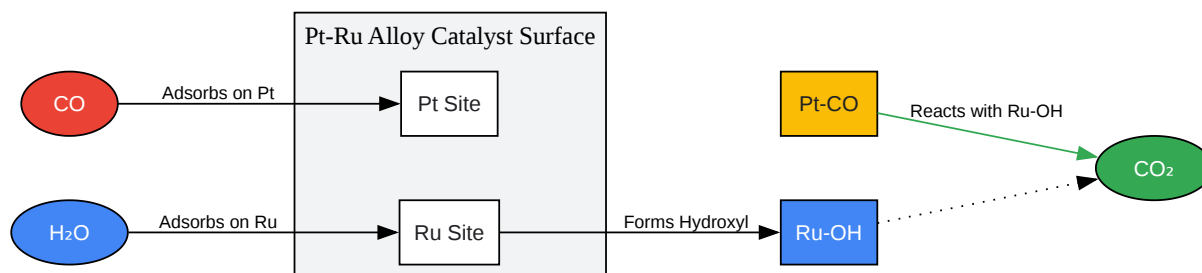 Pt-Ru Alloy Catalyst Surface
CO
Adsorbs on Pt
Pt Site
Pt-CO
Reacts with Ru-OH
CO₂
H₂O
Adsorbs on Ru
Ru Site
Forms Hydroxyl
Ru-OH